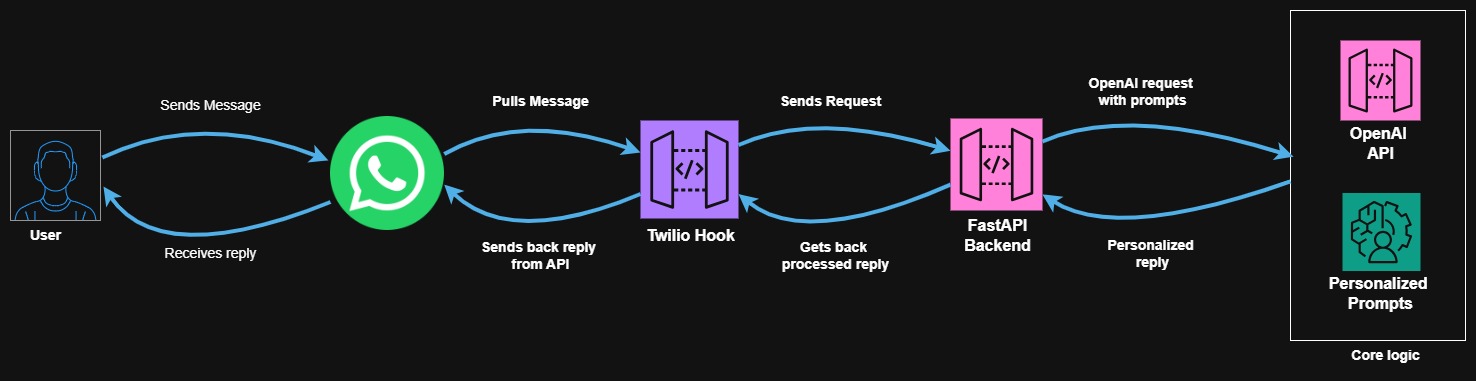 Sends Message
Receives reply
User
Pulls Message
Sends back reply
from API
Twilio Hook
Sends Request
Gets back
processed reply
FastAPI
Backend
OpenAI request
with prompts
Personalized
reply
OpenAI
API
Personalized
Prompts
Core logic